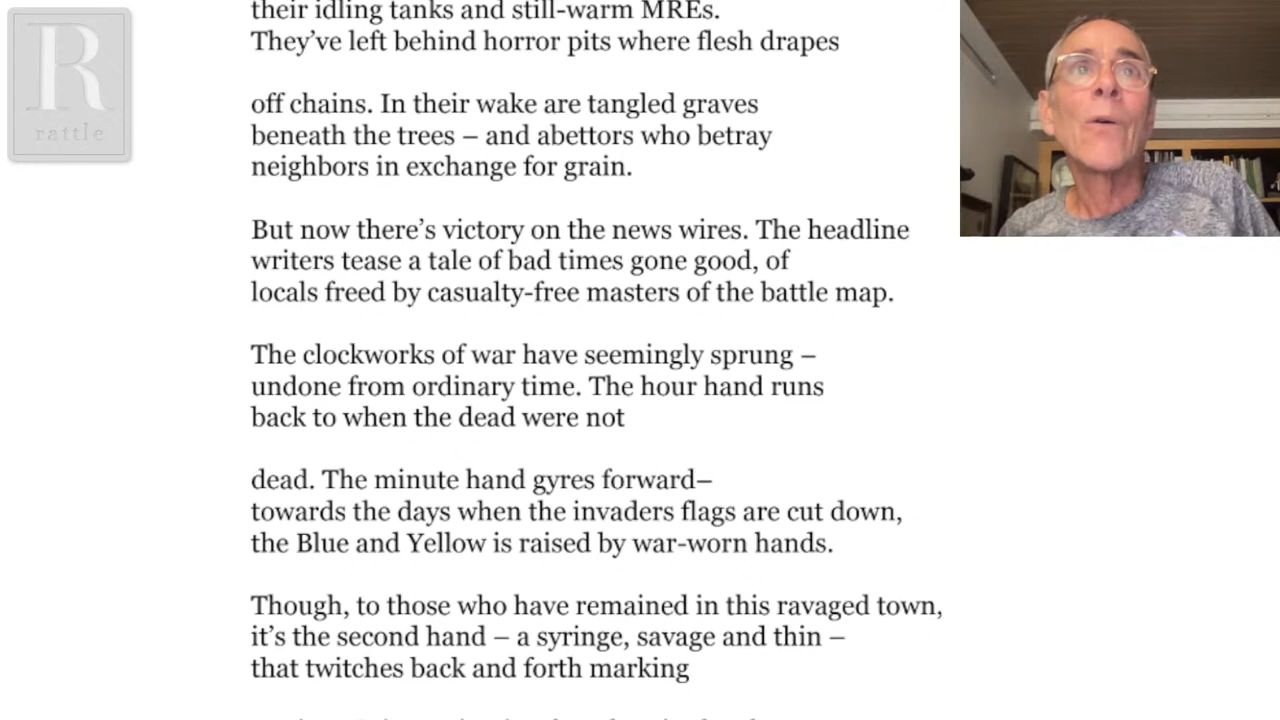 R
rattle
their idling tanks and still-warm MREs.
They’ve left behind horror pits where flesh drapes
off chains. In their wake are tangled graves
beneath the trees – and abettors who betray
neighbors in exchange for grain.
But now there’s victory on the news wires. The headline
writers tease a tale of bad times gone good, of
locals freed by casualty-free masters of the battle map.
The clockworks of war have seemingly sprung –
undone from ordinary time. The hour hand runs
back to when the dead were not
dead. The minute hand gyres forward–
towards the days when the invaders flags are cut down,
the Blue and Yellow is raised by war-worn hands.
Though, to those who have remained in this ravaged town,
it’s the second hand – a syringe, savage and thin –
that twitches back and forth marking